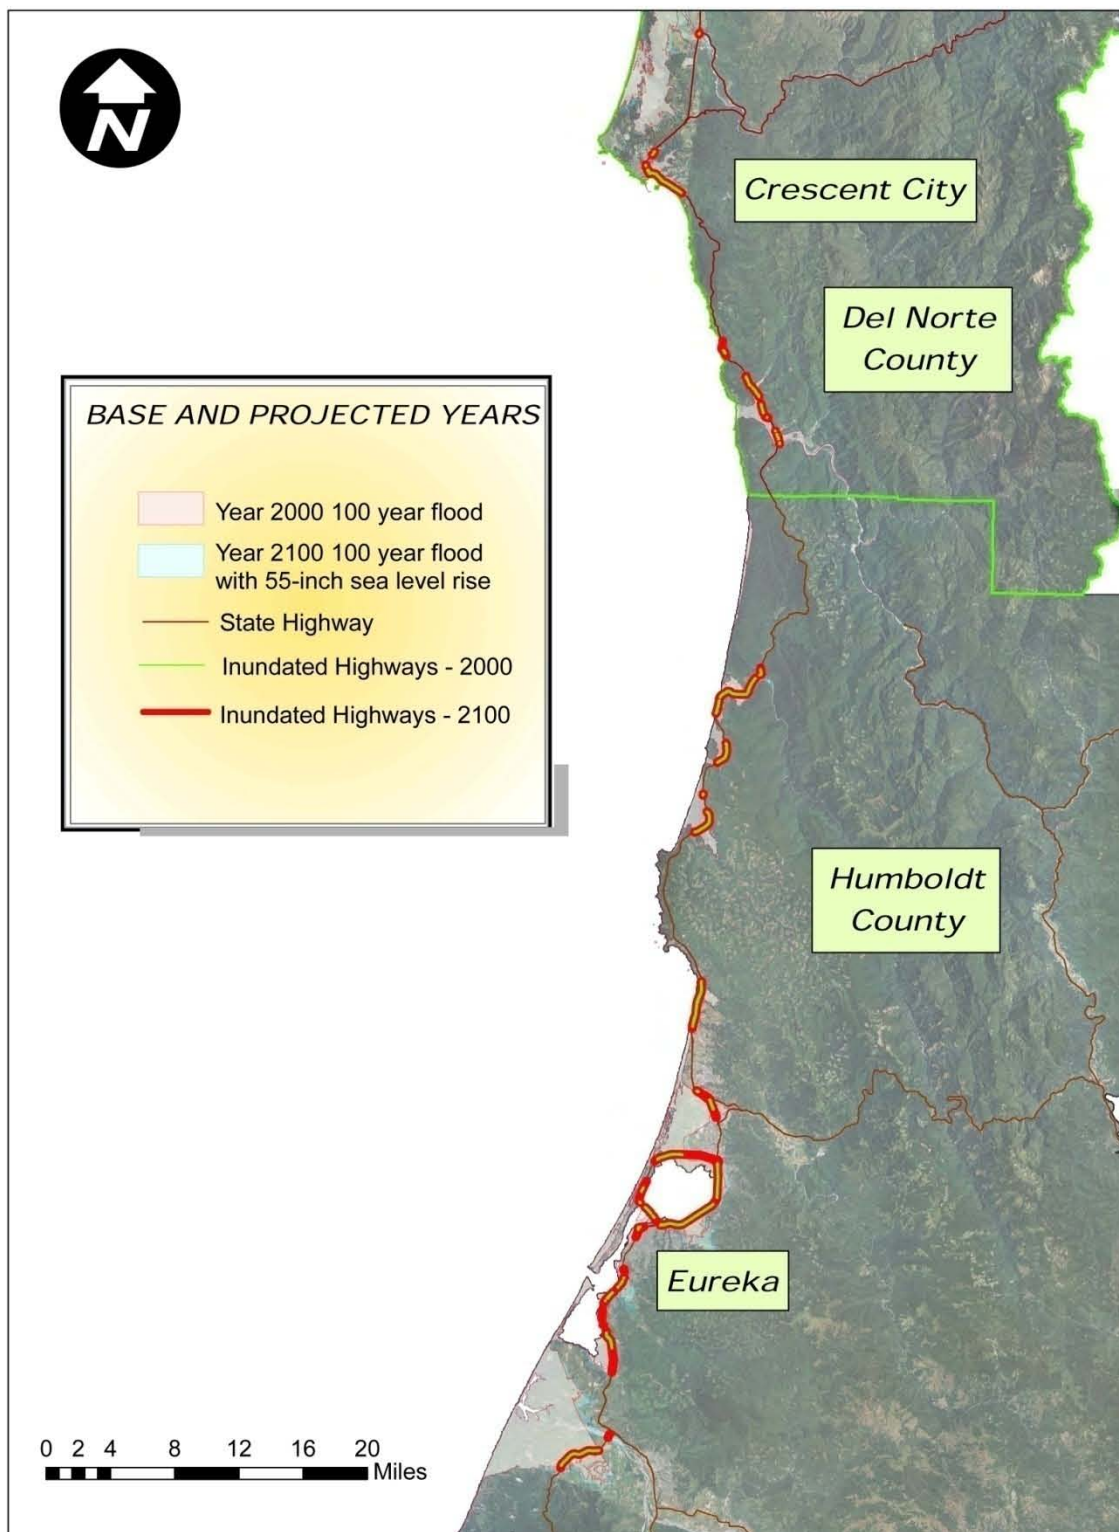 N
Crescent City
Del Norte
County
BASE AND PROJECTED YEARS
Year 2000 100 year flood
Year 2100 100 year flood
with 55-inch sea level rise
State Highway
Inundated Highways - 2000
Inundated Highways - 2100
Humboldt
County
Eureka
0 2 4 8 12 16 20
Miles